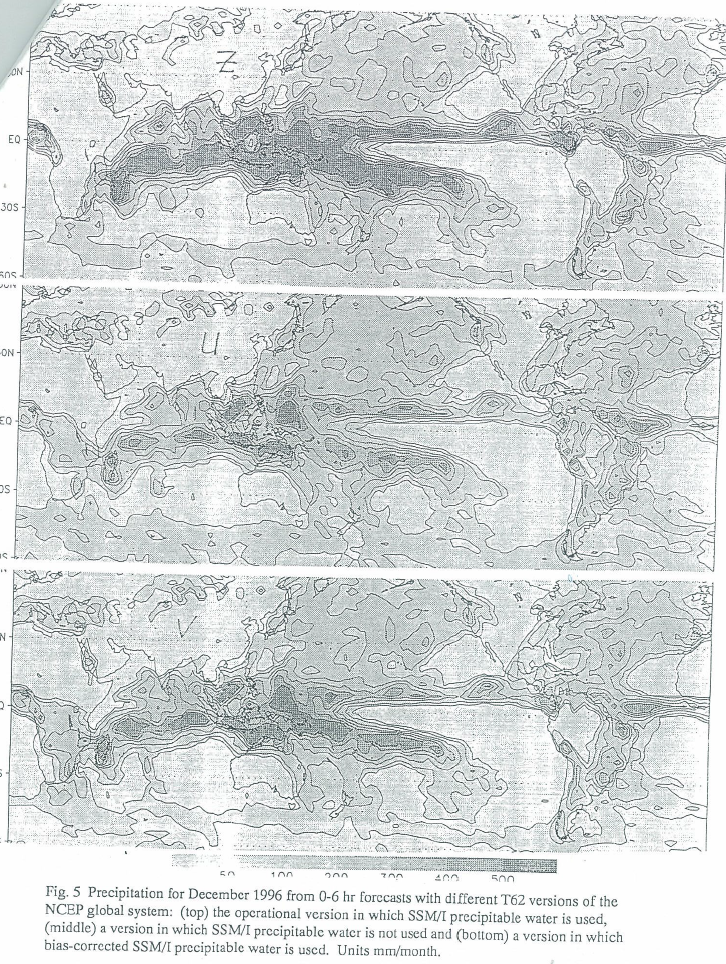 Z
EQ
30S
U
EQ
V
50 100 200 300 400 500
Fig. 5 Precipitation for December 1996 from 0-6 hr forecasts with different T62 versions of the
NCEP global system: (top) the operational version in which SSM/I precipitable water is used,
(middle) a version in which SSM/I precipitable water is not used and (bottom) a version in which
bias-corrected SSM/I precipitable water is used. Units mm/month.